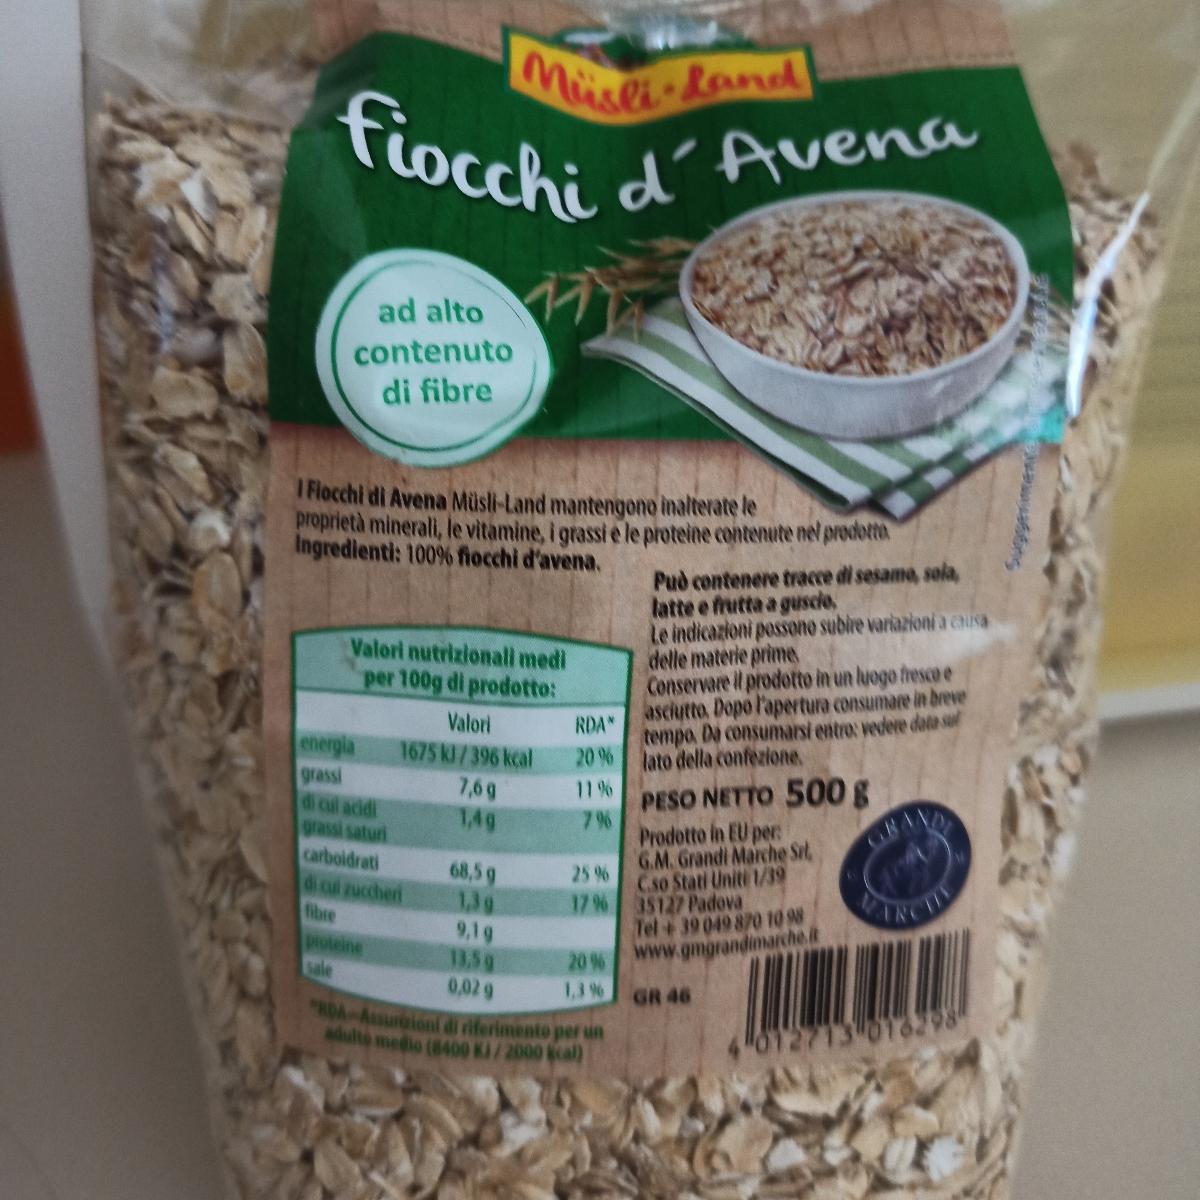 Müsli-Land
fiocchi d'Avena
ad alto
contenuto
di fibre
I Fiocchi di Avena Müsli-Land mantengono inalterate le
proprietà minerali, le vitamine, i grassi e le proteine contenute nel prodotto.
Ingredienti: 100% fiocchi d'avena.
Può contenere tracce di sesamo, soia,
latte e frutta a guscio.
Le indicazioni possono subire variazioni a causa
delle materie prime.
Conservare il prodotto in un luogo fresco e
asciutto. Dopo l'apertura consumare in breve
tempo. Da consumarsi entro: vedere data sul
lato della confezione.
PESO NETTO 500 g
Prodotto in EU per:
G.M. Grandi Marche Srl,
C.so Stati Uniti 1/39
35127 Padova
Tel + 39 049 870 10 98
www.gmgrandimarche.it
GRANDI
MARCHE
GR 46
4 012713 016298
Valori nutrizionali medi
per 100g di prodotto:
Valori RDA*
energia 1675 kJ / 396 kcal 20 %
grassi 7,6 g 11 %
di cui acidi
grassi saturi 1,4 g 7 %
carboidrati 68,5 g 25 %
di cui zuccheri 1,3 g 17 %
fibre 9,1 g
proteine 13,5 g 20 %
sale 0,02 g 1,3 %
*RDA=Assunzioni di riferimento per un
adulto medio (8400 KJ / 2000 kcal)